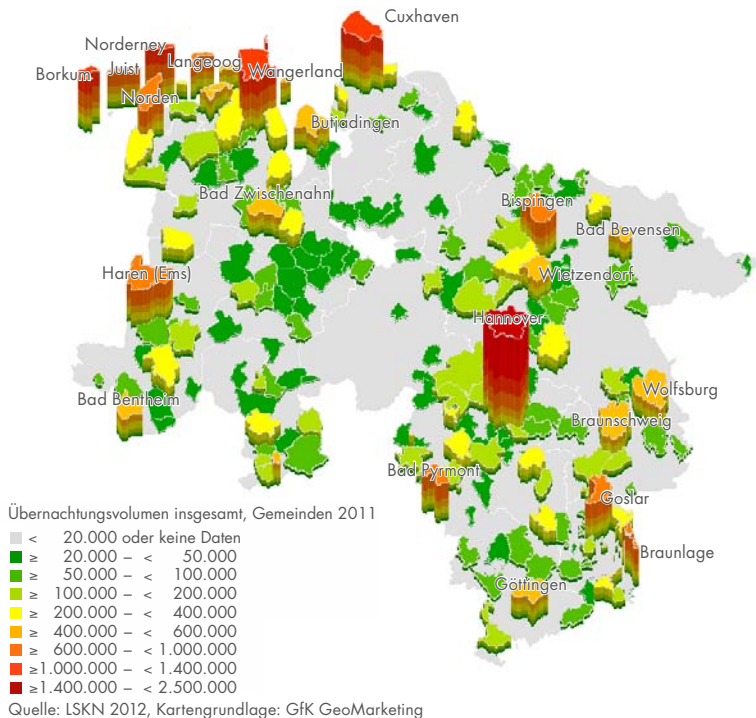 Cuxhaven
Norderney
Langeoog
Juist
Borkum
Wangerland
Norden
Butjadingen
Bad Zwischenahn
Bispingen
Bad Bevensen
Haren (Ems)
Wietzendorf
Hannover
Wolfsburg
Bad Bentheim
Braunschweig
Bad Pyrmont
Goslar
Braunlage
Göttingen
Übernachtungsvolumen insgesamt, Gemeinden 2011
< 20.000 oder keine Daten
≥ 20.000 – < 50.000
≥ 50.000 – < 100.000
≥ 100.000 – < 200.000
≥ 200.000 – < 400.000
≥ 400.000 – < 600.000
≥ 600.000 – < 1.000.000
≥1.000.000 – < 1.400.000
≥1.400.000 – < 2.500.000
Quelle: LSKN 2012, Kartengrundlage: GfK GeoMarketing